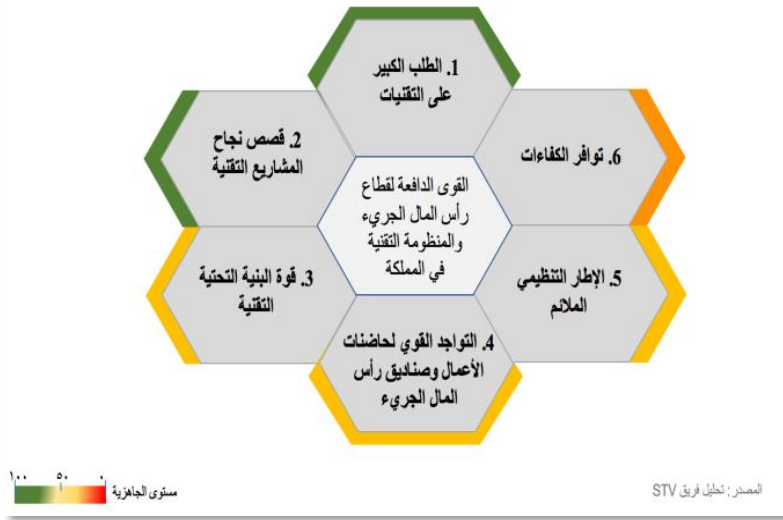 1. الطلب الكبير
على التقنيات
2. قصص نجاح
المشاريع التقنية
6. توافر الكفاءات
القوى الدافعة لقطاع
رأس المال الجريء
والمنظومة التقنية
في المملكة
3. قوة البنية التحتية
التقنية
5. الإطار التنظيمي
الملائم
4. التواجد القوي لحاضنات
الأعمال وصناديق رأس
المال الجريء
١٠٠ ٥٠ ٠
مستوى الجاهزية
المصدر: تحليل فريق STV